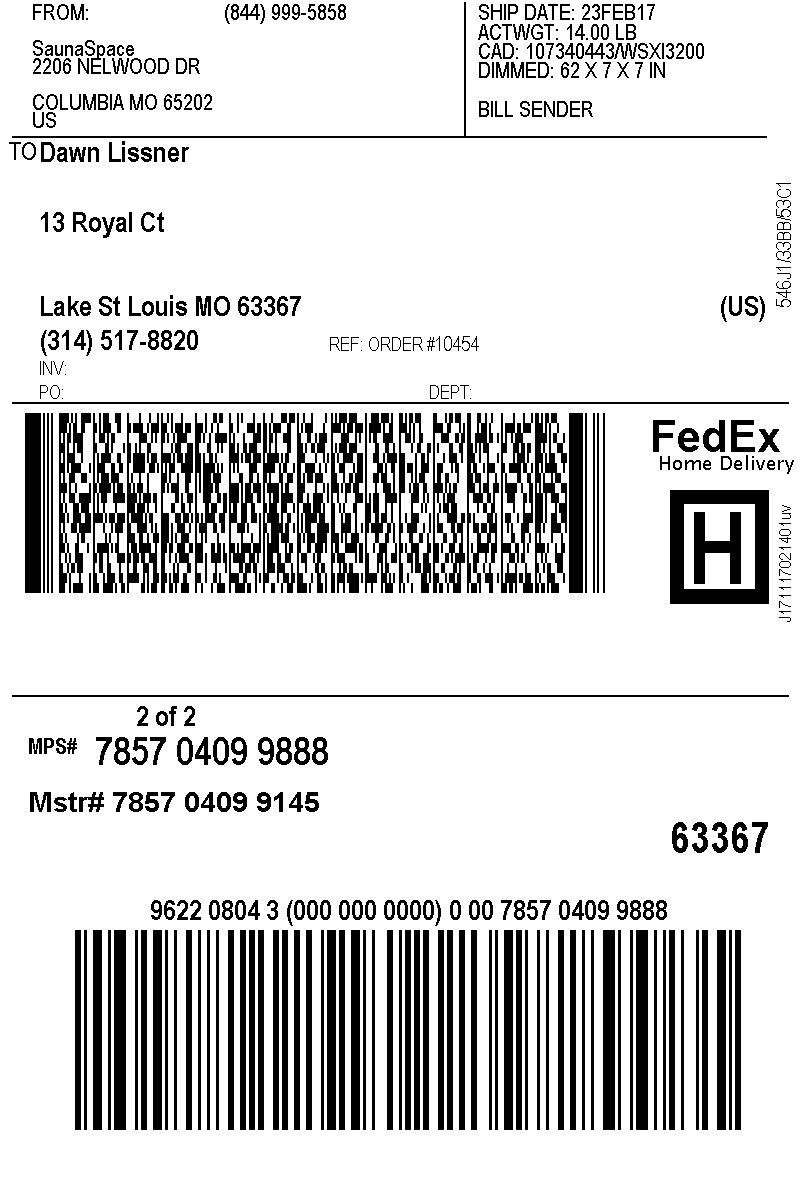 FROM: (844) 999-5858
SaunaSpace
2206 NELWOOD DR
COLUMBIA MO 65202
US
SHIP DATE: 23FEB17
ACTWGT: 14.00 LB
CAD: 107340443/WSXI3200
DIMMED: 62 X 7 X 7 IN
BILL SENDER
TO Dawn Lissner
13 Royal Ct
Lake St Louis MO 63367 (US)
(314) 517-8820 REF: ORDER #10454
INV:
PO: DEPT:
546J1/33BB/53C1
FedEx
Home Delivery
H
J171117021401uv
2 of 2
MPS# 7857 0409 9888
Mstr# 7857 0409 9145
63367
9622 0804 3 (000 000 0000) 0 00 7857 0409 9888